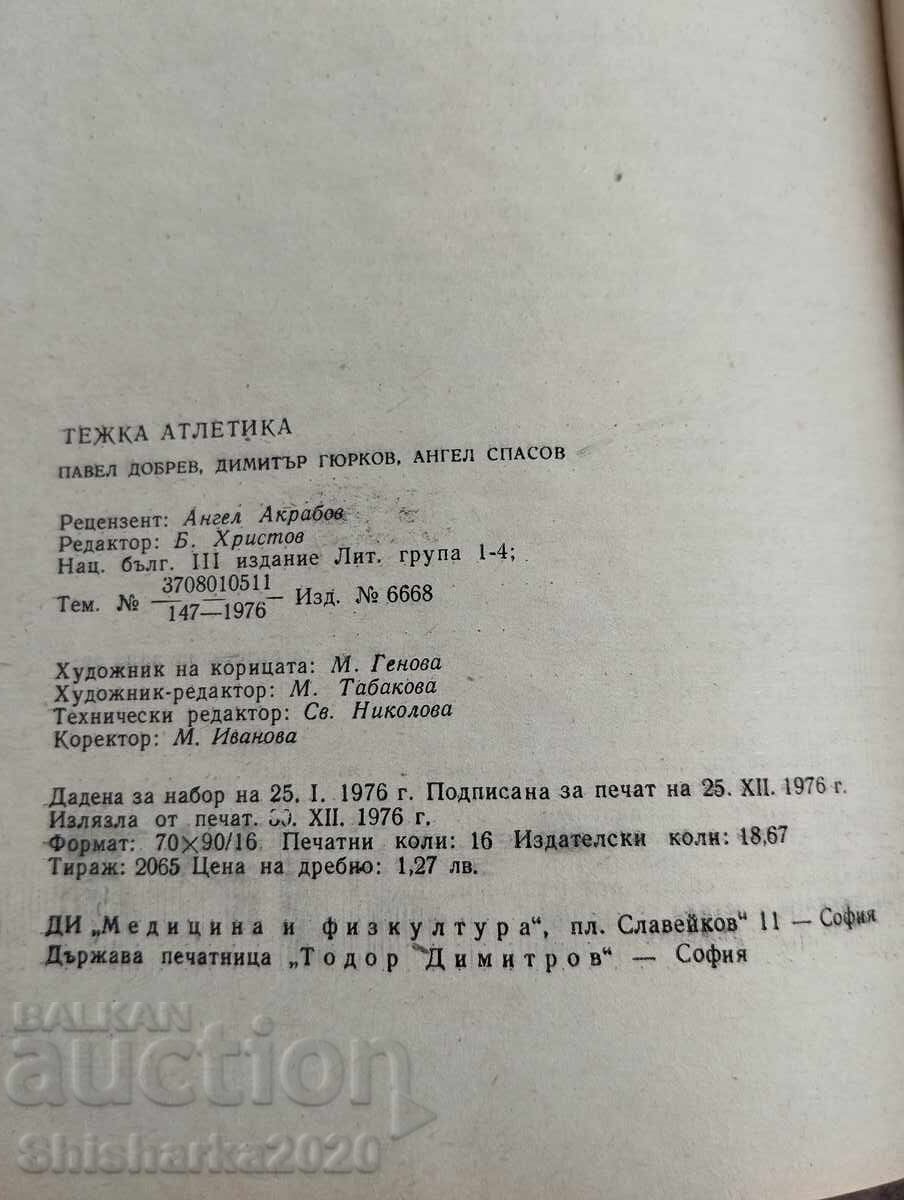 ТЕЖКА АТЛЕТИКА
ПАВЕЛ ДОБРЕВ, ДИМИТЪР ГЮРКОВ, АНГЕЛ СПАСОВ
Рецензент: Ангел Акрабов
Редактор: Б. Христов
Нац. бълг. III издание Лит. група 1-4;
Тем. № 3708010511/147—1976 Изд. № 6668
Художник на корицата: М. Генова
Художник-редактор: М. Табакова
Технически редактор: Св. Николова
Коректор: М. Иванова
Дадена за набор на 25. I. 1976 г. Подписана за печат на 25. XII. 1976 г.
Излязла от печат. 30. XII. 1976 г.
Формат: 70×90/16 Печатни коли: 16 Издателски коли: 18,67
Тираж: 2065 Цена на дребно: 1,27 лв.
ДИ „Медицина и физкултура“, пл. Славейков“ 11 — София
Държава печатница „Тодор Димитров“ — София
BALKAN
auction
Shisharka2020